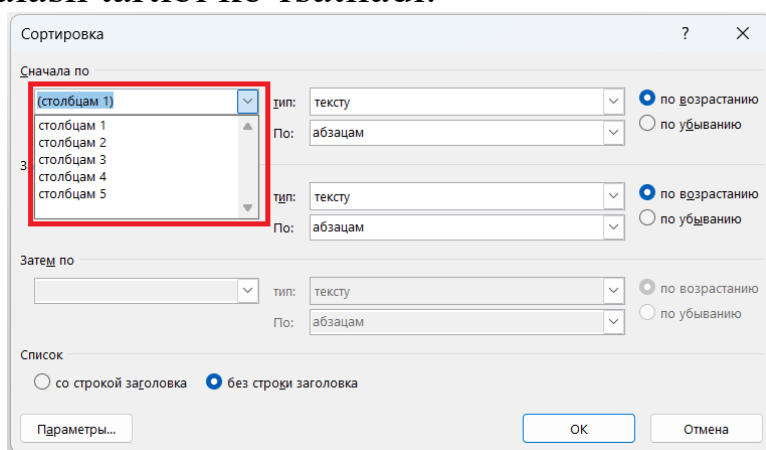 Сортировка ? ✕
Сначала по
(столбцам 1) тип: тексту по возрастанию
столбцам 1
столбцам 2
столбцам 3
столбцам 4
столбцам 5
По: абзацам по убыванию
тип: тексту по возрастанию
По: абзацам по убыванию
Затем по
тип: тексту по возрастанию
По: абзацам по убыванию
Список
со строкой заголовка без строки заголовка
Параметры... ОК Отмена